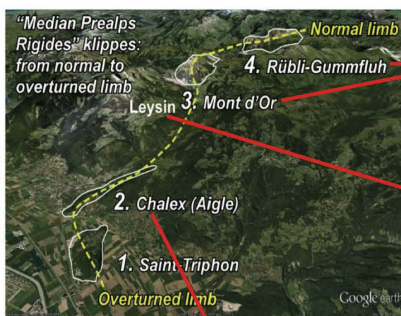 “Median Prealps
Rigides” klippes:
from normal to
overturned limb
Normal limb
4. Rübli-Gummfluh
3. Mont d’Or
Leysin
2. Chalex (Aigle)
1. Saint-Triphon
Overturned limb
Google earth